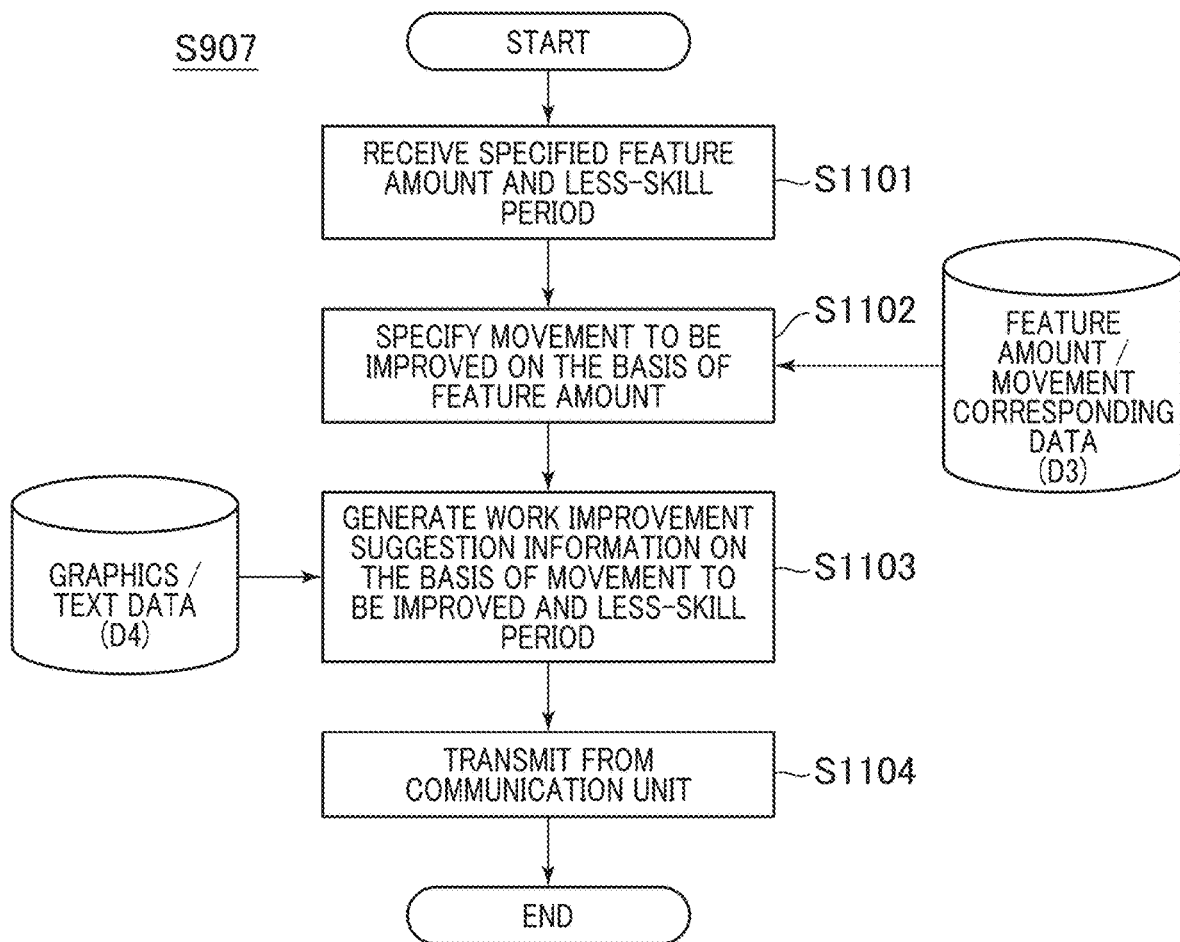 S907
START
RECEIVE SPECIFIED FEATURE
AMOUNT AND LESS-SKILL
PERIOD
S1101
SPECIFY MOVEMENT TO BE
IMPROVED ON THE BASIS OF
FEATURE AMOUNT
S1102
FEATURE
AMOUNT /
MOVEMENT
CORRESPONDING
DATA
(D3)
GRAPHICS /
TEXT DATA
(D4)
GENERATE WORK IMPROVEMENT
SUGGESTION INFORMATION ON
THE BASIS OF MOVEMENT TO
BE IMPROVED AND LESS-SKILL
PERIOD
S1103
TRANSMIT FROM
COMMUNICATION UNIT
S1104
END